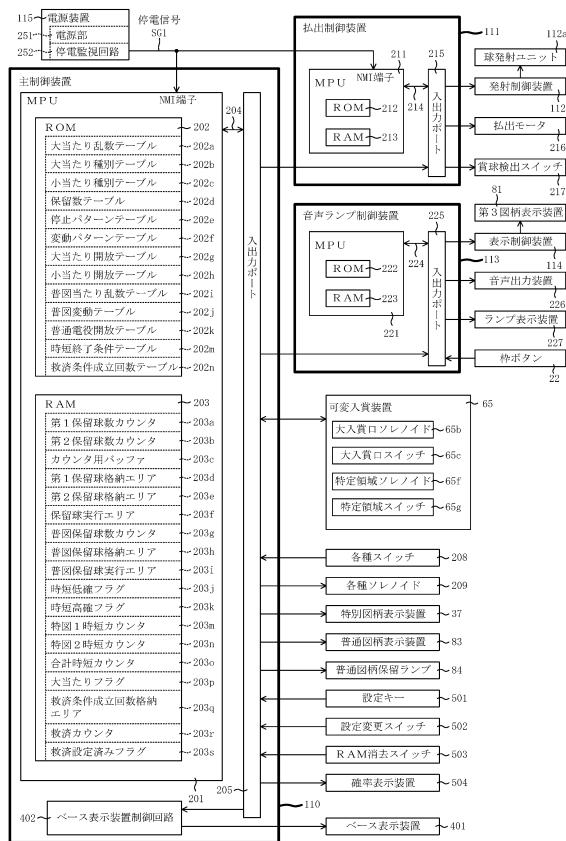 115
電源装置
251
電源部
252
停電監視回路
停電信号
SG1
主制御装置
MPU
NMI端子
204
ROM
202
大当たり乱数テーブル
202a
大当たり種別テーブル
202b
小当たり種別テーブル
202c
保留数テーブル
202d
停止パターンテーブル
202e
変動パターンテーブル
202f
大当たり開放テーブル
202g
小当たり開放テーブル
202h
普図当たり乱数テーブル
202i
普図変動テーブル
202j
普通電役開放テーブル
202k
時短終了条件テーブル
202m
救済条件成立回数テーブル
202n
RAM
203
第1保留球数カウンタ
203a
第2保留球数カウンタ
203b
カウンタ用バッファ
203c
第1保留球格納エリア
203d
第2保留球格納エリア
203e
保留球実行エリア
203f
普図保留球数カウンタ
203g
普図保留球格納エリア
203h
普図保留球実行エリア
203i
時短低確フラグ
203j
時短高確フラグ
203k
特図1時短カウンタ
203m
特図2時短カウンタ
203n
合計時短カウンタ
203o
大当たりフラグ
203p
救済条件成立回数格納
エリア
203q
救済カウンタ
203r
救済設定済みフラグ
203s
201
205
入出力ポート
110
402
ベース表示装置制御回路
払出制御装置
111
MPU
NMI端子
211
ROM
212
RAM
213
214
215
入出力ポート
112a
球発射ユニット
発射制御装置
112
払出モータ
216
賞球検出スイッチ
217
音声ランプ制御装置
113
MPU
ROM
222
RAM
223
221
224
225
入出力ポート
81
第3図柄表示装置
表示制御装置
114
音声出力装置
226
ランプ表示装置
227
枠ボタン
22
可変入賞装置
65
大入賞口ソレノイド
65b
大入賞口スイッチ
65c
特定領域ソレノイド
65f
特定領域スイッチ
65g
各種スイッチ
208
各種ソレノイド
209
特別図柄表示装置
37
普通図柄表示装置
83
普通図柄保留ランプ
84
設定キー
501
設定変更スイッチ
502
RAM消去スイッチ
503
確率表示装置
504
ベース表示装置
401